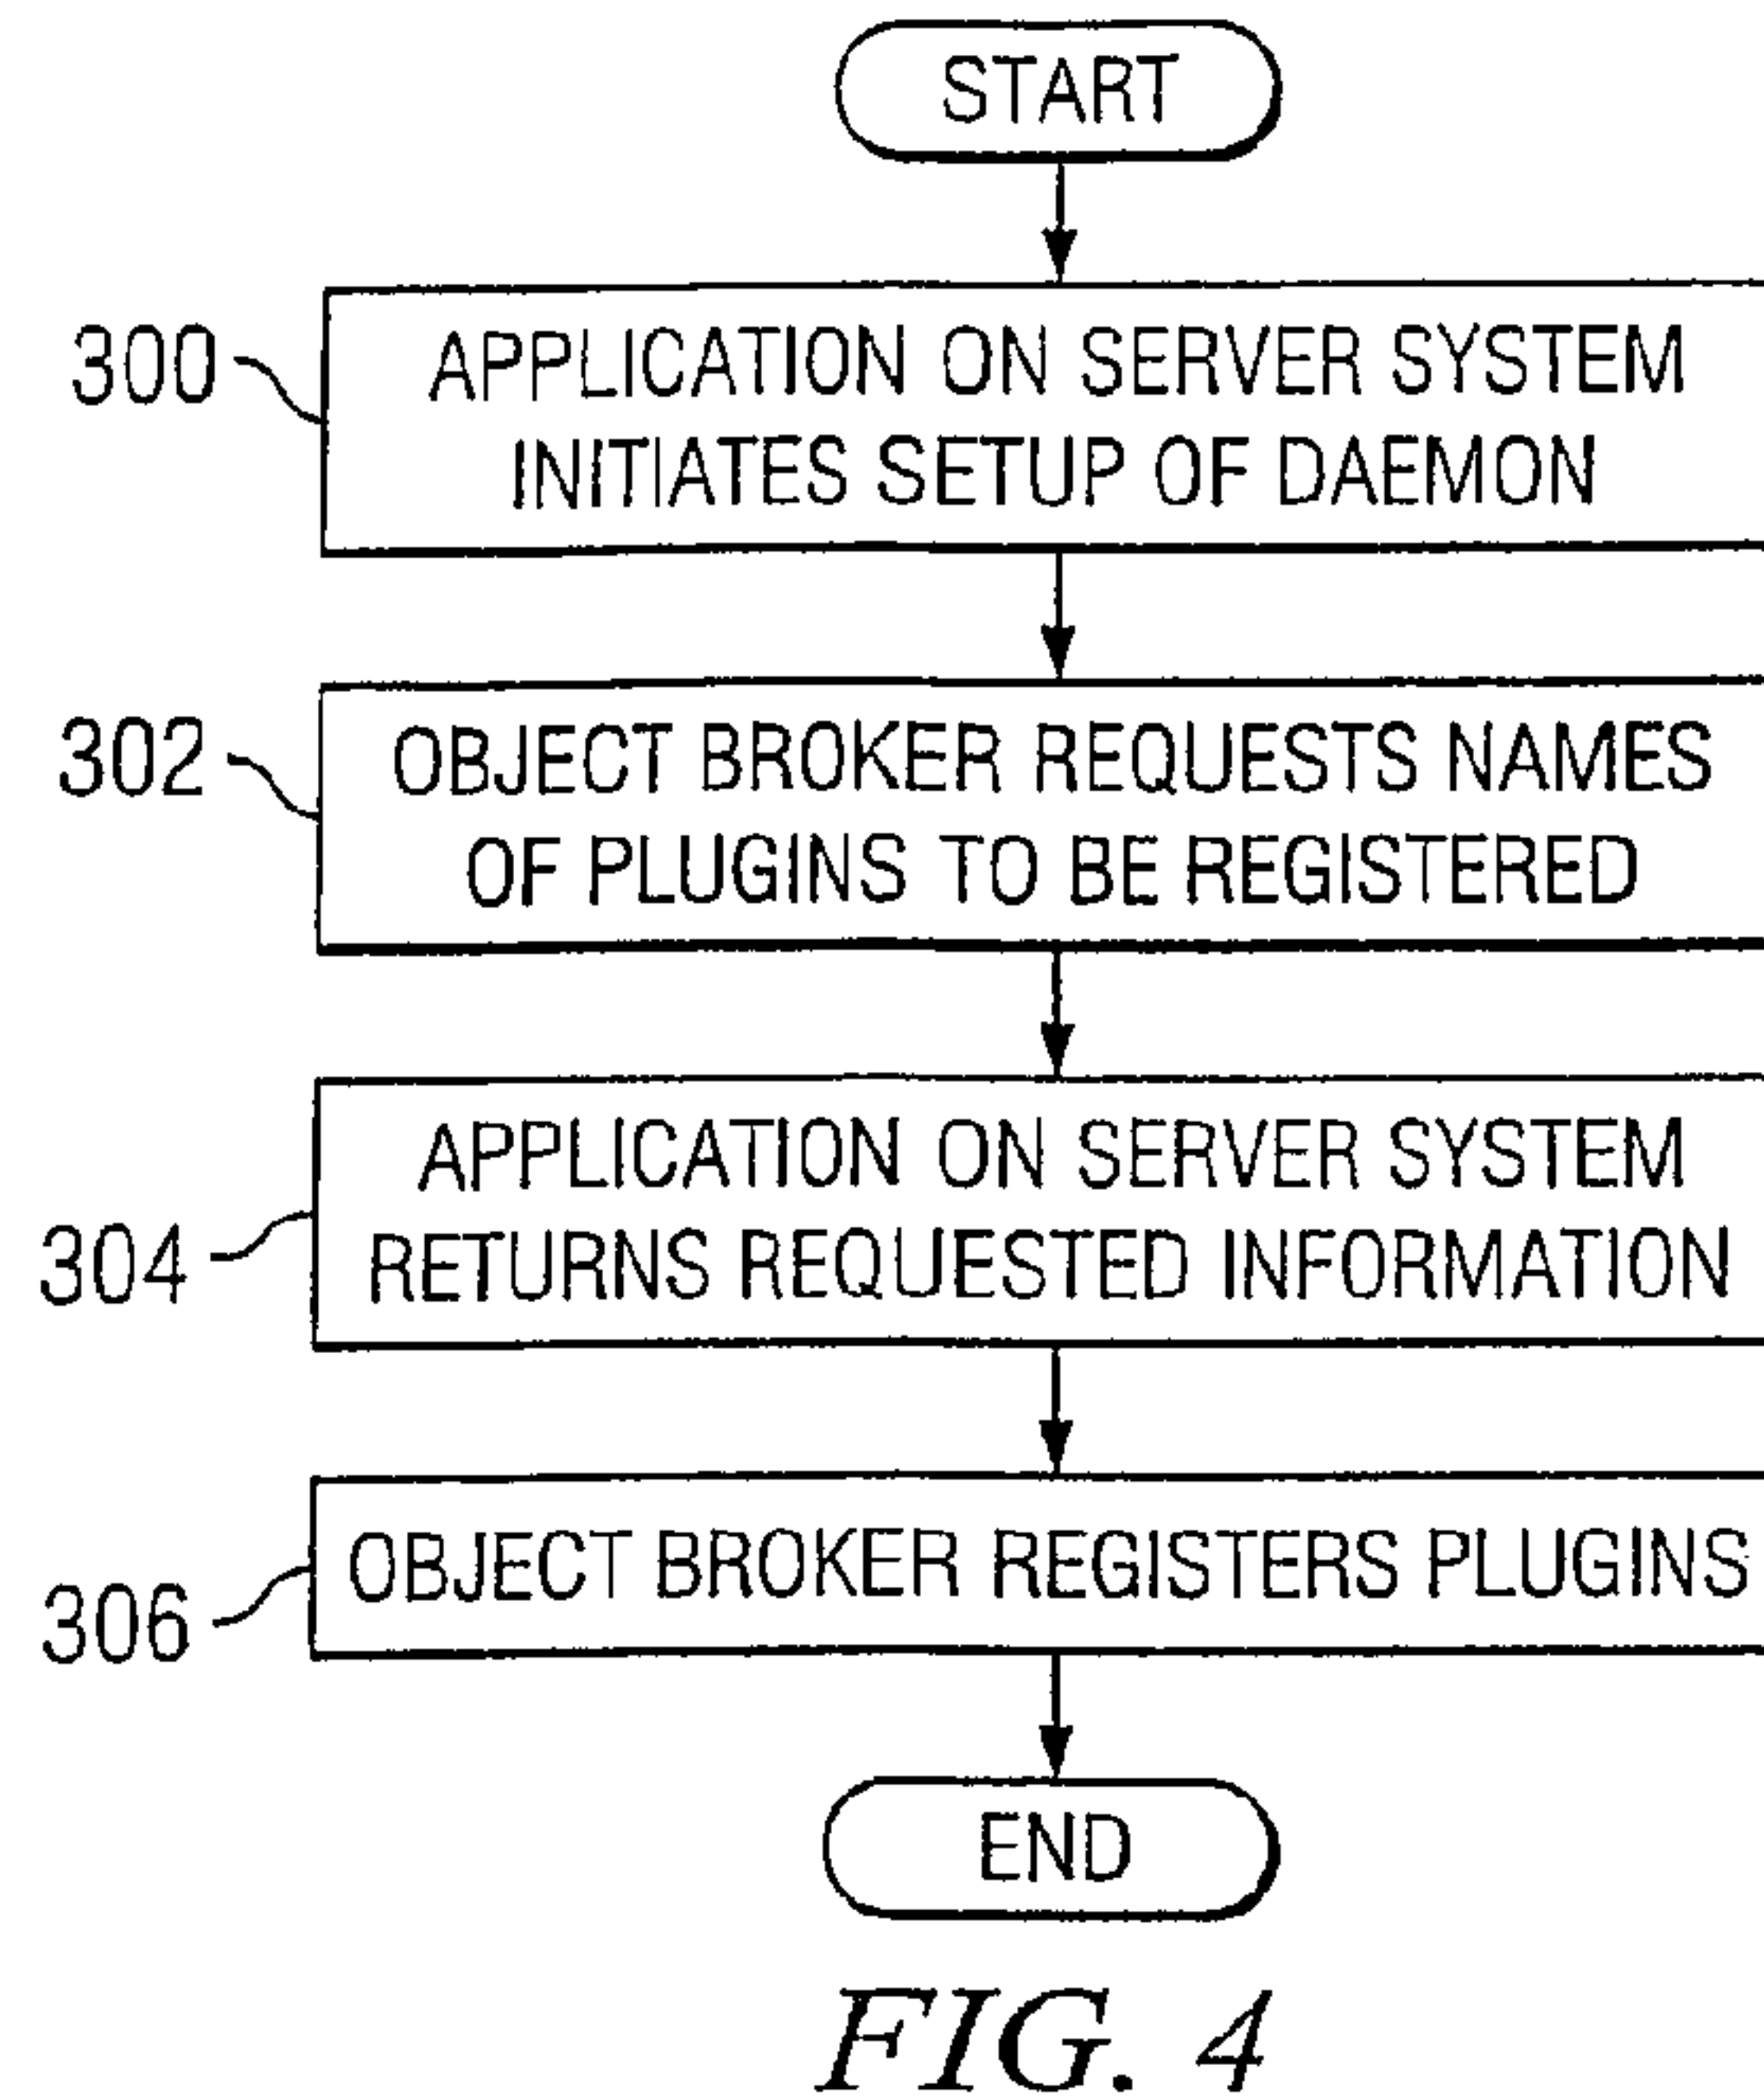 START
300
APPLICATION ON SERVER SYSTEM
INITIATES SETUP OF DAEMON
302
OBJECT BROKER REQUESTS NAMES
OF PLUGINS TO BE REGISTERED
304
APPLICATION ON SERVER SYSTEM
RETURNS REQUESTED INFORMATION
306
OBJECT BROKER REGISTERS PLUGINS
END
FIG. 4